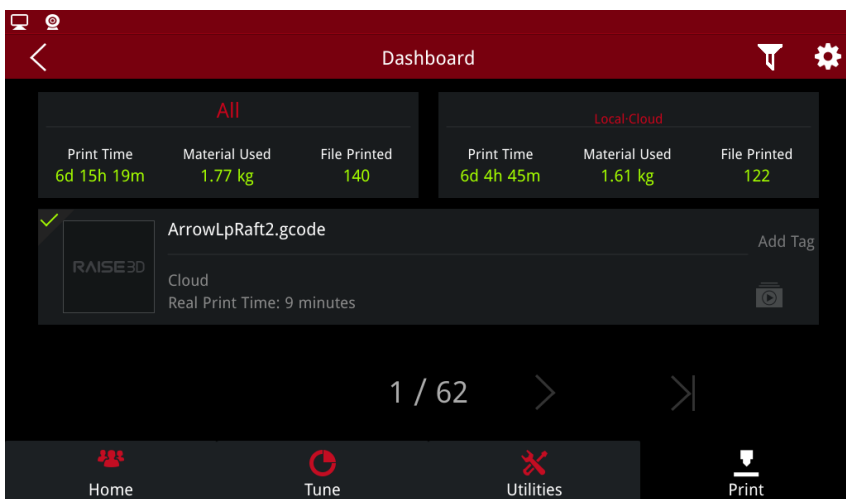 Dashboard
All
Print Time Material Used File Printed
6d 15h 19m 1.77 kg 140
Local·Cloud
Print Time Material Used File Printed
6d 4h 45m 1.61 kg 122
ArrowLpRaft2.gcode
Add Tag
RAISE3D
Cloud
Real Print Time: 9 minutes
1 / 62
Home Tune Utilities Print